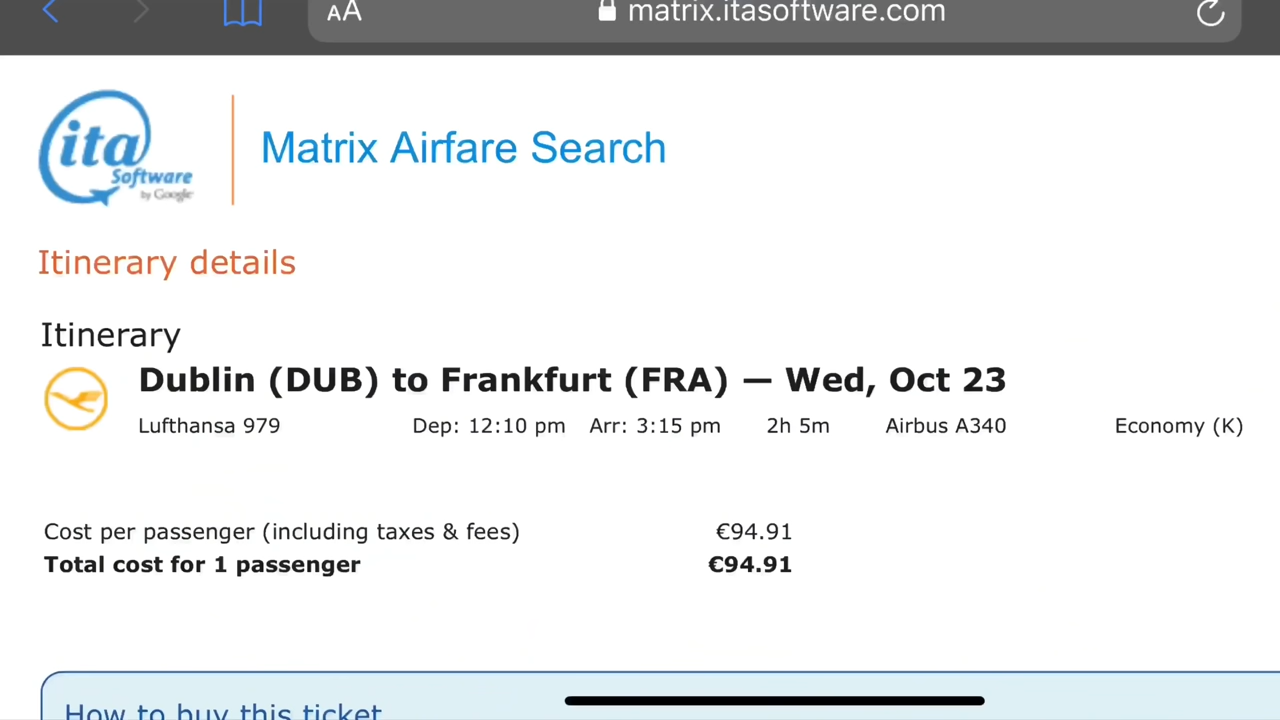 AA matrix.itasoftware.com
ita
Software
by Google
Matrix Airfare Search
Itinerary details
Itinerary
Dublin (DUB) to Frankfurt (FRA) — Wed, Oct 23
Lufthansa 979 Dep: 12:10 pm Arr: 3:15 pm 2h 5m Airbus A340 Economy (K)
Cost per passenger (including taxes & fees) €94.91
Total cost for 1 passenger €94.91
How to buy this ticket